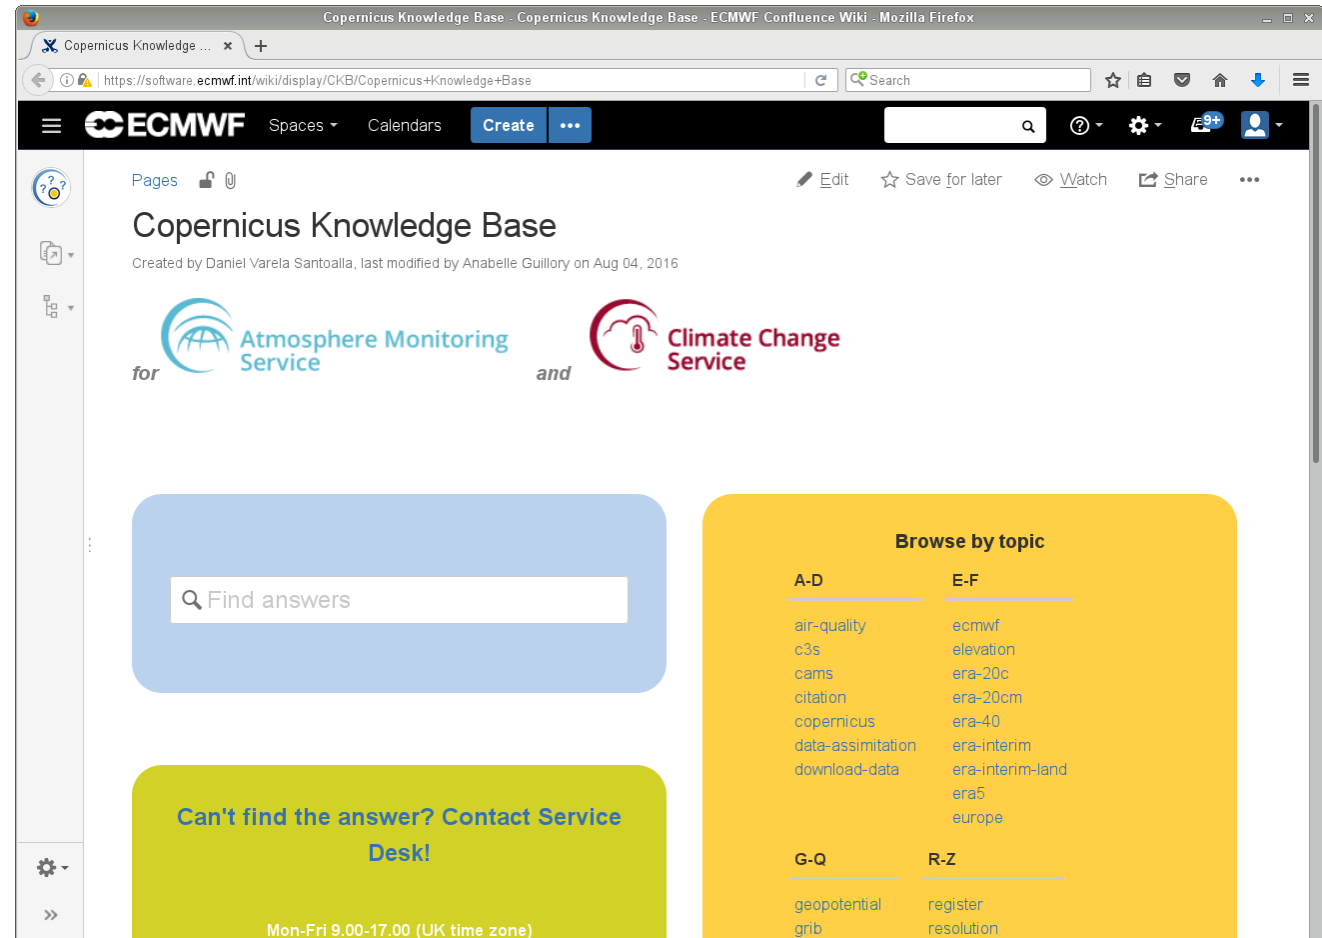 Copernicus Knowledge Base - Copernicus Knowledge Base - ECMWF Confluence Wiki - Mozilla Firefox
Copernicus Knowledge ...
https://software.ecmwf.int/wiki/display/CKB/Copernicus+Knowledge+Base
Search
ECMWF Spaces Calendars Create 9+
Pages Edit Save for later Watch Share
Copernicus Knowledge Base
Created by Daniel Varela Santoalla, last modified by Anabelle Guillory on Aug 04, 2016
for Atmosphere Monitoring
Service
and Climate Change
Service
Find answers
Can't find the answer? Contact Service
Desk!
Mon-Fri 9.00-17.00 (UK time zone)
Browse by topic
A-D
air-quality
c3s
cams
citation
copernicus
data-assimitation
download-data
E-F
ecmwf
elevation
era-20c
era-20cm
era-40
era-interim
era-interim-land
era5
europe
G-Q
geopotential
grib
R-Z
register
resolution